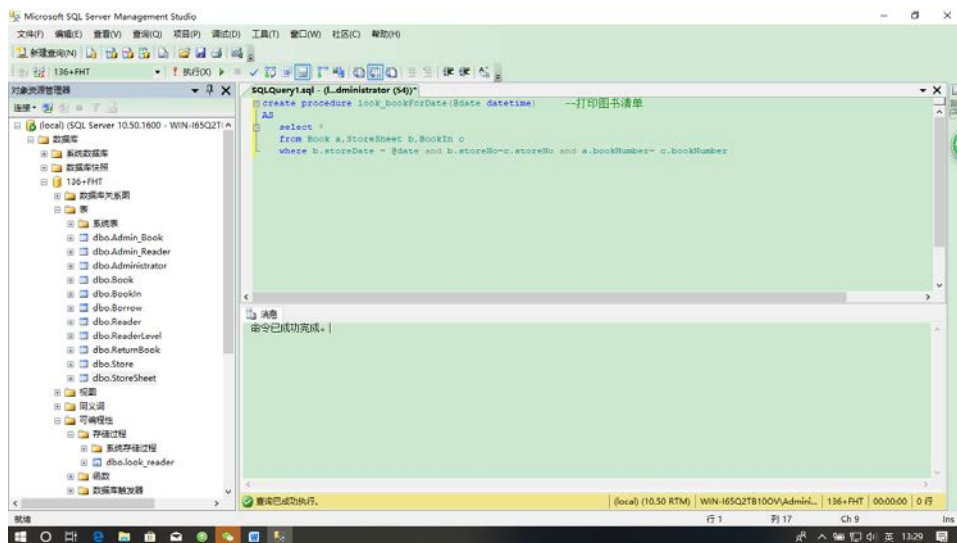 Microsoft SQL Server Management Studio
文件(F) 编辑(E) 查看(V) 查询(Q) 项目(P) 调试(D) 工具(T) 窗口(W) 社区(C) 帮助(H)
新建查询(N)
136+FHT 执行(X)
对象资源管理器
连接
(local) (SQL Server 10.50.1600 - WIN-I65Q2T
数据库
系统数据库
数据库快照
136+FHT
数据库关系图
表
系统表
dbo.Admin_Book
dbo.Admin_Reader
dbo.Administrator
dbo.Book
dbo.BookIn
dbo.Borrow
dbo.Reader
dbo.ReaderLevel
dbo.ReturnBook
dbo.Store
dbo.StoreSheet
视图
同义词
可编程性
存储过程
系统存储过程
dbo.look_reader
函数
数据库触发器
SQLQuery1.sql - (l...dministrator (54))*
create procedure look_bookForDate(@date datetime) --打印图书清单
AS
select *
from Book a,StoreSheet b,BookIn c
where b.storeDate = @date and b.storeNo=c.storeNo and a.bookNumber= c.bookNumber
消息
命令已成功完成。
查询已成功执行。 (local) (10.50 RTM) WIN-I65Q2TB10OV\Admini... 136+FHT 00:00:00 0 行
就绪 行 1 列 17 Ch 9 Ins
英 13:29